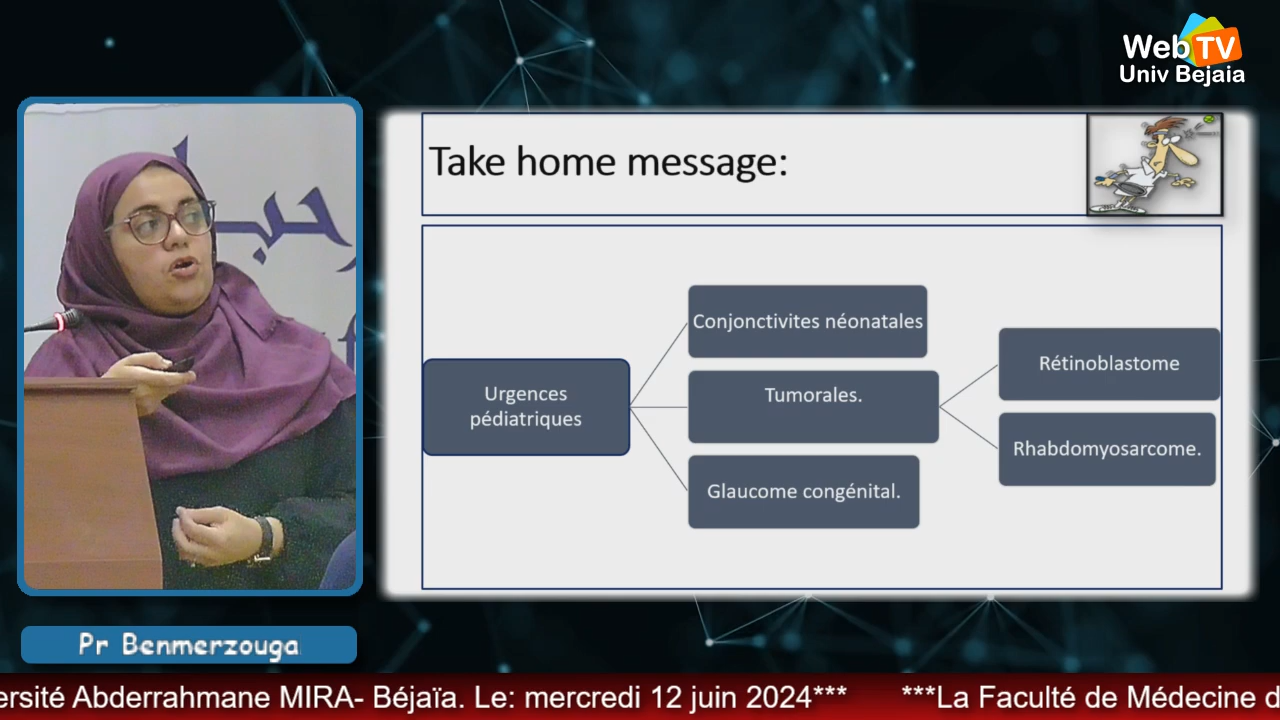 Web TV
Univ Bejaia
Take home message:
Urgences
pédiatriques
Conjonctivites néonatales
Tumorales.
Glaucome congénital.
Rétinoblastome
Rhabdomyosarcome.
Pr Benmerzouga
ersité Abderrahmane MIRA- Béjaïa. Le: mercredi 12 juin 2024*** ***La Faculté de Médecine d